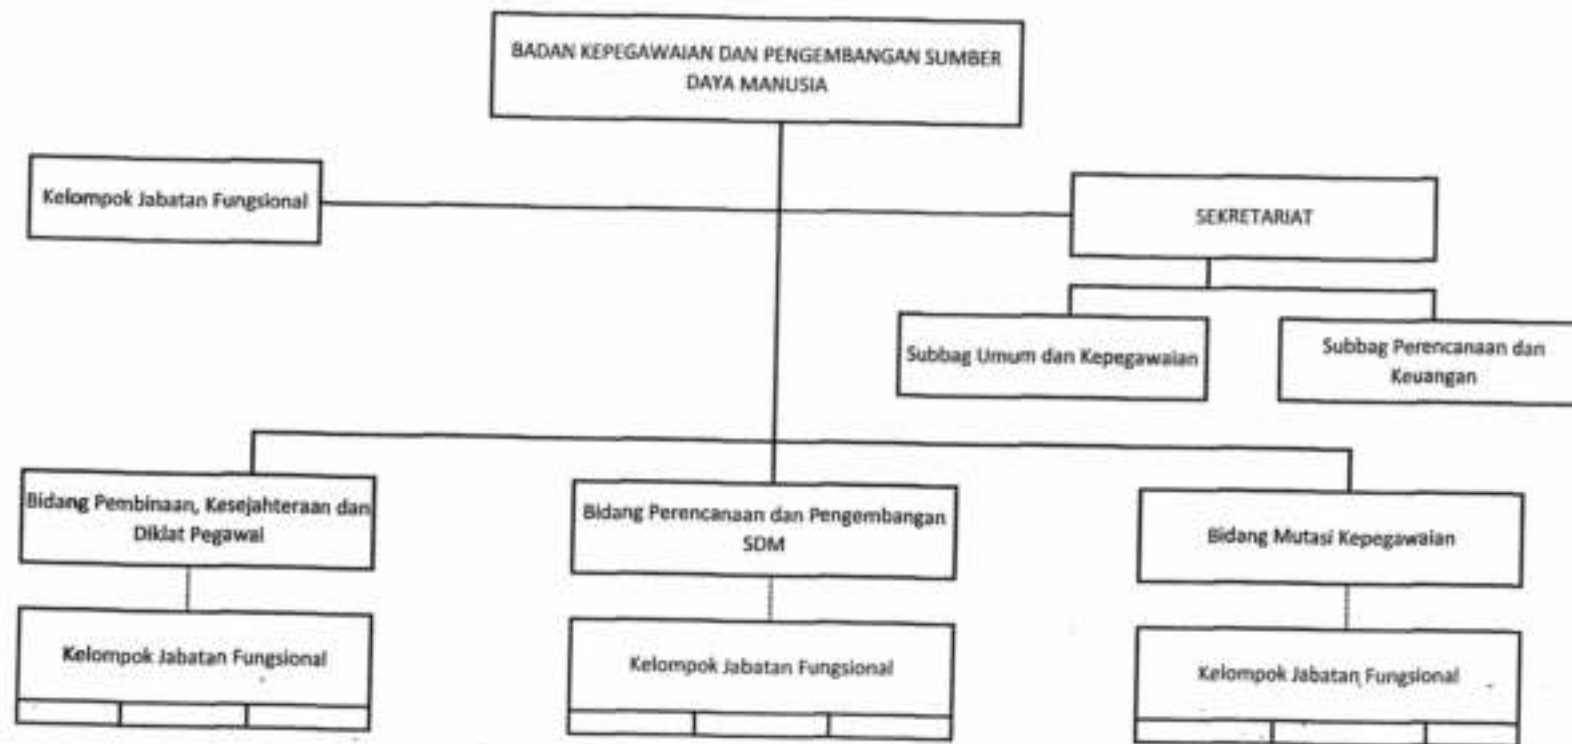 BADAN KEPEGAWAIAN DAN PENGEMBANGAN SUMBER
DAYA MANUSIA
Kelompok Jabatan Fungsional
SEKRETARIAT
Subbag Umum dan Kepegawaian
Subbag Perencanaan dan
Keuangan
Bidang Pembinaan, Kesejahteraan dan
Diklat Pegawai
Bidang Perencanaan dan Pengembangan
SDM
Bidang Mutasi Kepegawaian
Kelompok Jabatan Fungsional
Kelompok Jabatan Fungsional
Kelompok Jabatan Fungsional